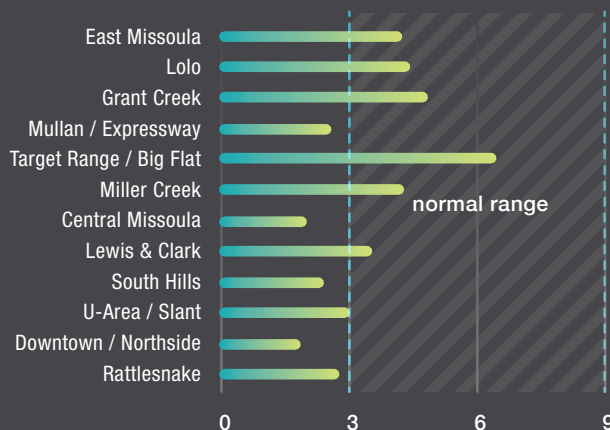 East Missoula
Lolo
Grant Creek
Mullan / Expressway
Target Range / Big Flat
Miller Creek
normal range
Central Missoula
Lewis & Clark
South Hills
U-Area / Slant
Downtown / Northside
Rattlesnake
0 3 6 9